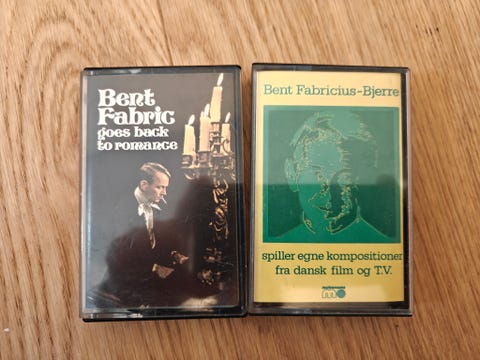 Bent
Fabric
goes back
to romance
Bent Fabricius-Bjerre
spiller egne kompositioner
fra dansk film og T.V.